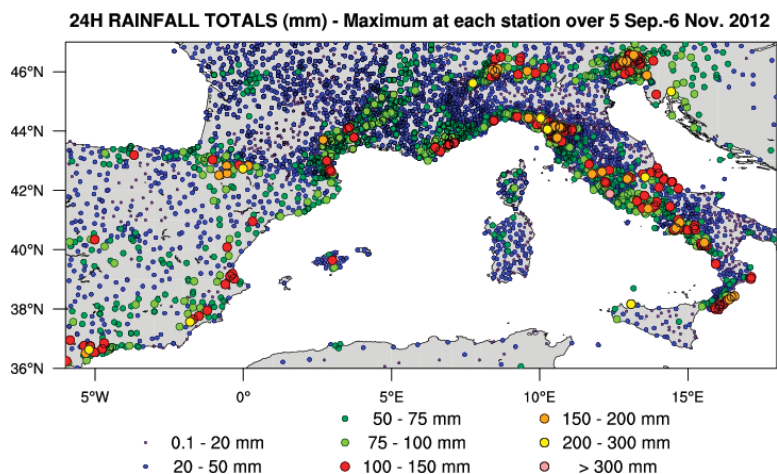 24H RAINFALL TOTALS (mm) - Maximum at each station over 5 Sep.-6 Nov. 2012
46°N
44°N
42°N
40°N
38°N
36°N
5°W 0° 5°E 10°E 15°E
50 - 75 mm 150 - 200 mm
0.1 - 20 mm 75 - 100 mm 200 - 300 mm
20 - 50 mm 100 - 150 mm > 300 mm